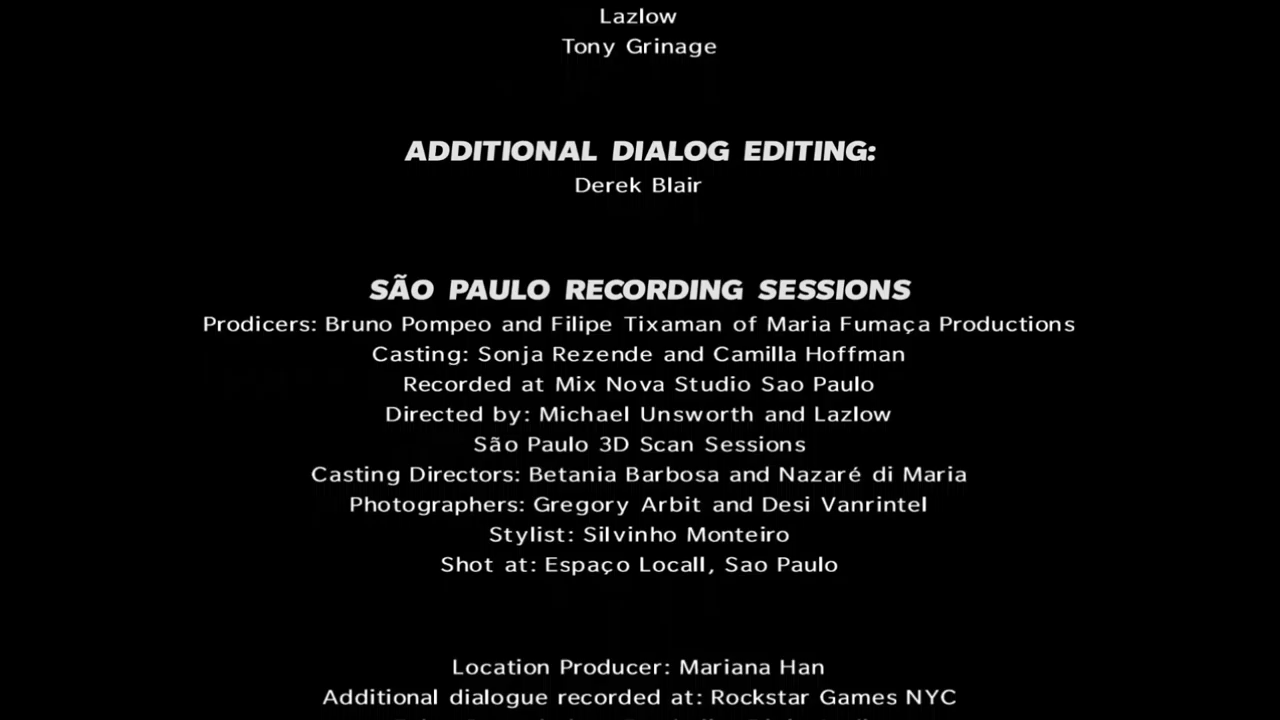 Lazlow
Tony Grinage
ADDITIONAL DIALOG EDITING:
Derek Blair
SÃO PAULO RECORDING SESSIONS
Prodicers: Bruno Pompeo and Filipe Tixaman of Maria Fumaça Productions
Casting: Sonja Rezende and Camilla Hoffman
Recorded at Mix Nova Studio Sao Paulo
Directed by: Michael Unsworth and Lazlow
São Paulo 3D Scan Sessions
Casting Directors: Betania Barbosa and Nazaré di Maria
Photographers: Gregory Arbit and Desi Vanrintel
Stylist: Silvinho Monteiro
Shot at: Espaço Locall, Sao Paulo
Location Producer: Mariana Han
Additional dialogue recorded at: Rockstar Games NYC